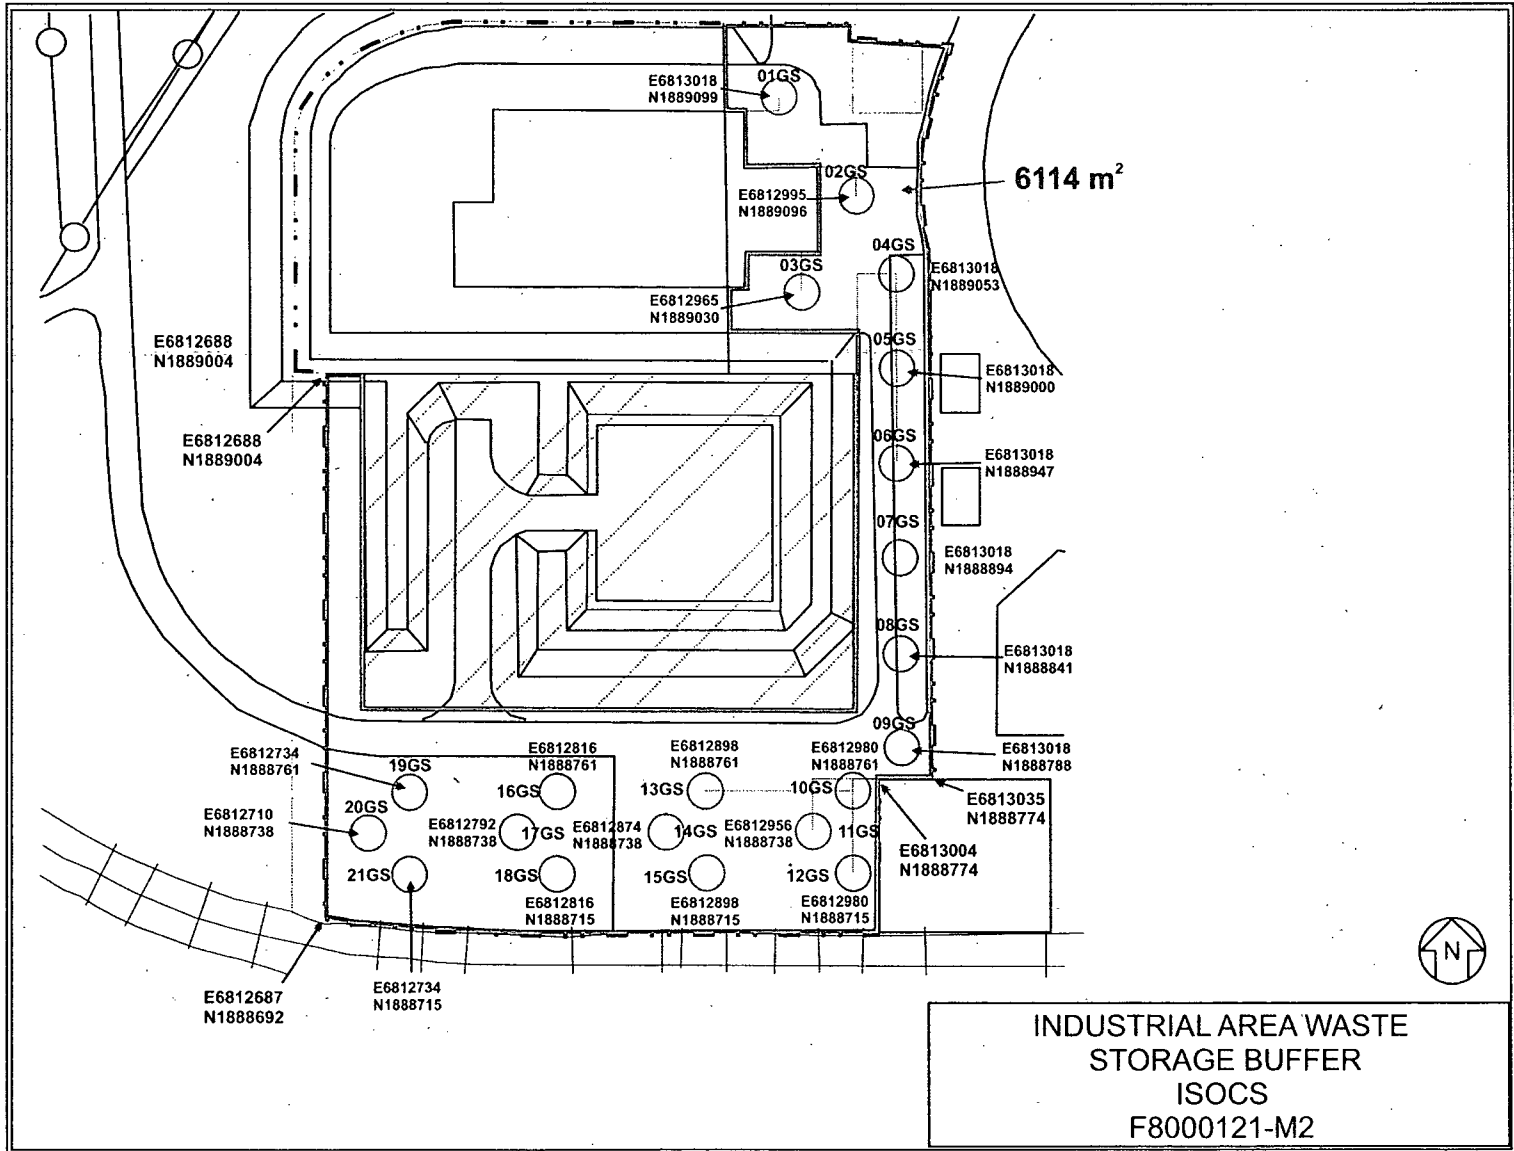 E6813018
N1889099
01GS
02GS
6114 m²
E6812995
N1889096
04GS
03GS
E6813018
N1889053
E6812965
N1889030
05GS
E6812688
N1889004
E6813018
N1889000
06GS
E6812688
N1889004
E6813018
N1888947
07GS
E6813018
N1888894
08GS
E6813018
N1888841
09GS
E6813018
N1888788
E6812734
N1888761
19GS
E6812816
N1888761
16GS
E6812898
N1888761
13GS
E6812980
N1888761
10GS
E6813035
N1888774
20GS
E6812710
N1888738
E6812792
N1888738
17GS
E6812874
N1888738
14GS
E6812956
N1888738
11GS
E6813004
N1888774
21GS
18GS
15GS
12GS
E6812816
N1888715
E6812898
N1888715
E6812980
N1888715
E6812687
N1888692
E6812734
N1888715
N
INDUSTRIAL AREA WASTE
STORAGE BUFFER
ISOCS
F8000121-M2